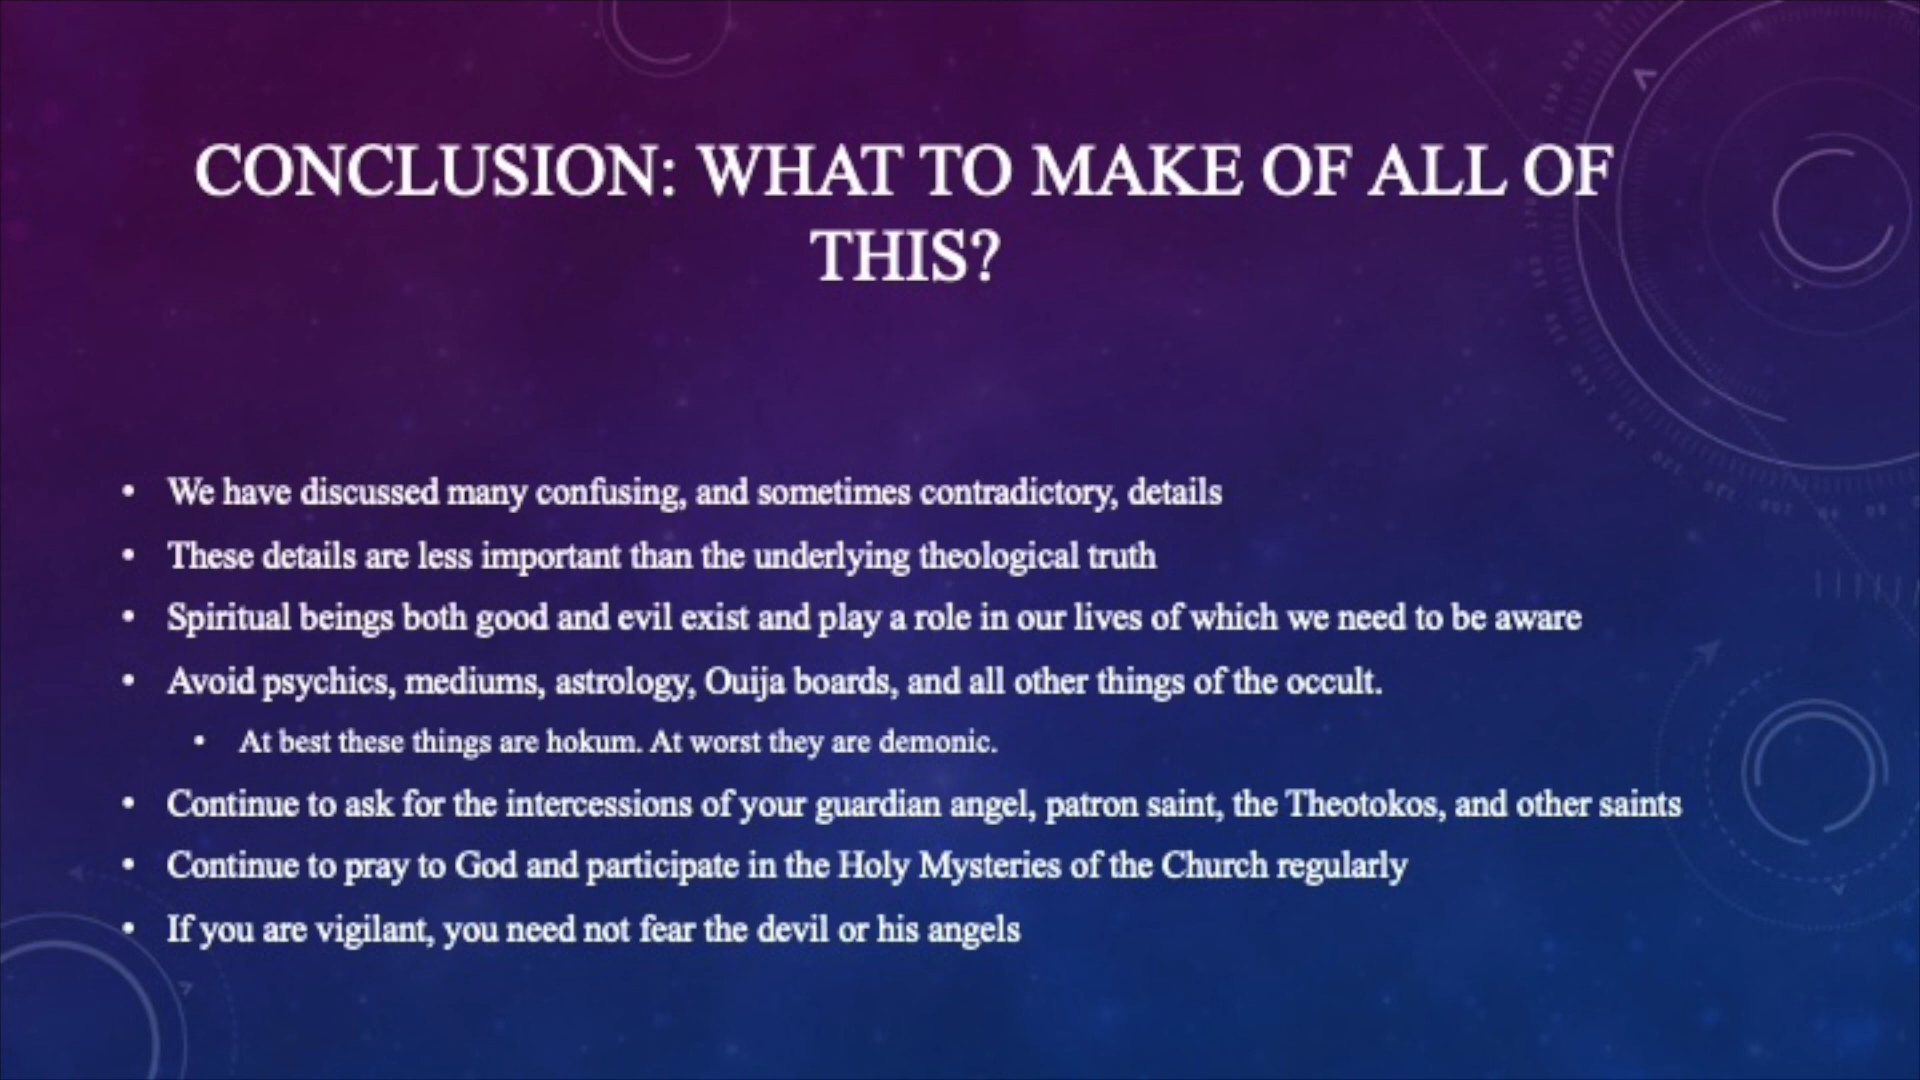 CONCLUSION: WHAT TO MAKE OF ALL OF
THIS?
• We have discussed many confusing, and sometimes contradictory, details
• These details are less important than the underlying theological truth
• Spiritual beings both good and evil exist and play a role in our lives of which we need to be aware
• Avoid psychics, mediums, astrology, Ouija boards, and all other things of the occult.
• At best these things are hokum. At worst they are demonic.
• Continue to ask for the intercessions of your guardian angel, patron saint, the Theotokos, and other saints
• Continue to pray to God and participate in the Holy Mysteries of the Church regularly
• If you are vigilant, you need not fear the devil or his angels